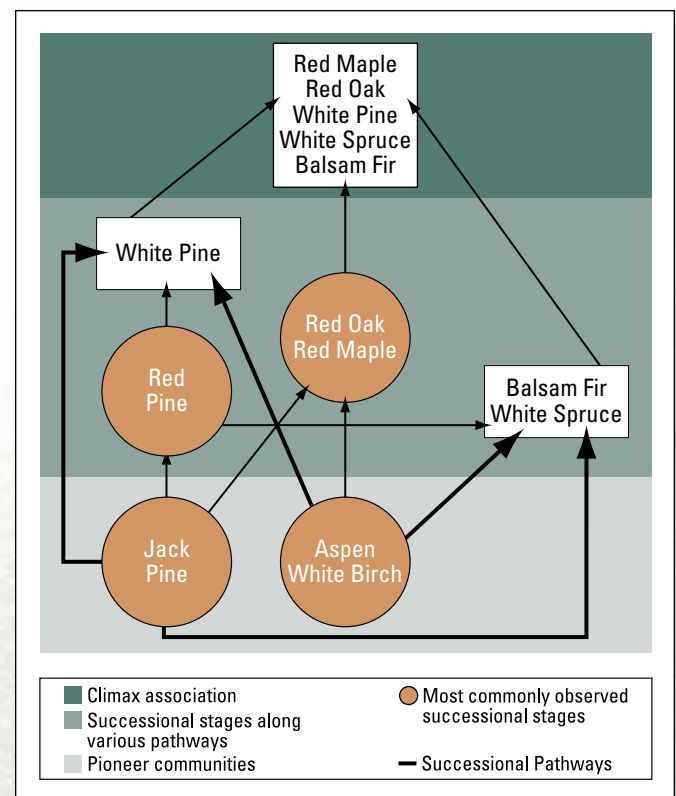 Red Maple
Red Oak
White Pine
White Spruce
Balsam Fir
White Pine
Red Oak
Red Maple
Red
Pine
Balsam Fir
White Spruce
Jack
Pine
Aspen
White Birch
Climax association
Successional stages along
various pathways
Pioneer communities
Most commonly observed
successional stages
Successional Pathways